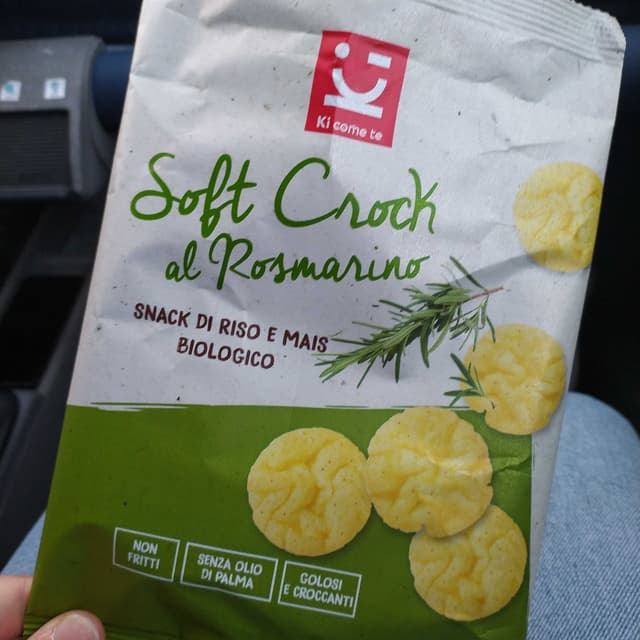 Ki
Ki come te
Soft Crock
al Rosmarino
SNACK DI RISO E MAIS
BIOLOGICO
NON
FRITTI
SENZA OLIO
DI PALMA
GOLOSI
E CROCCANTI